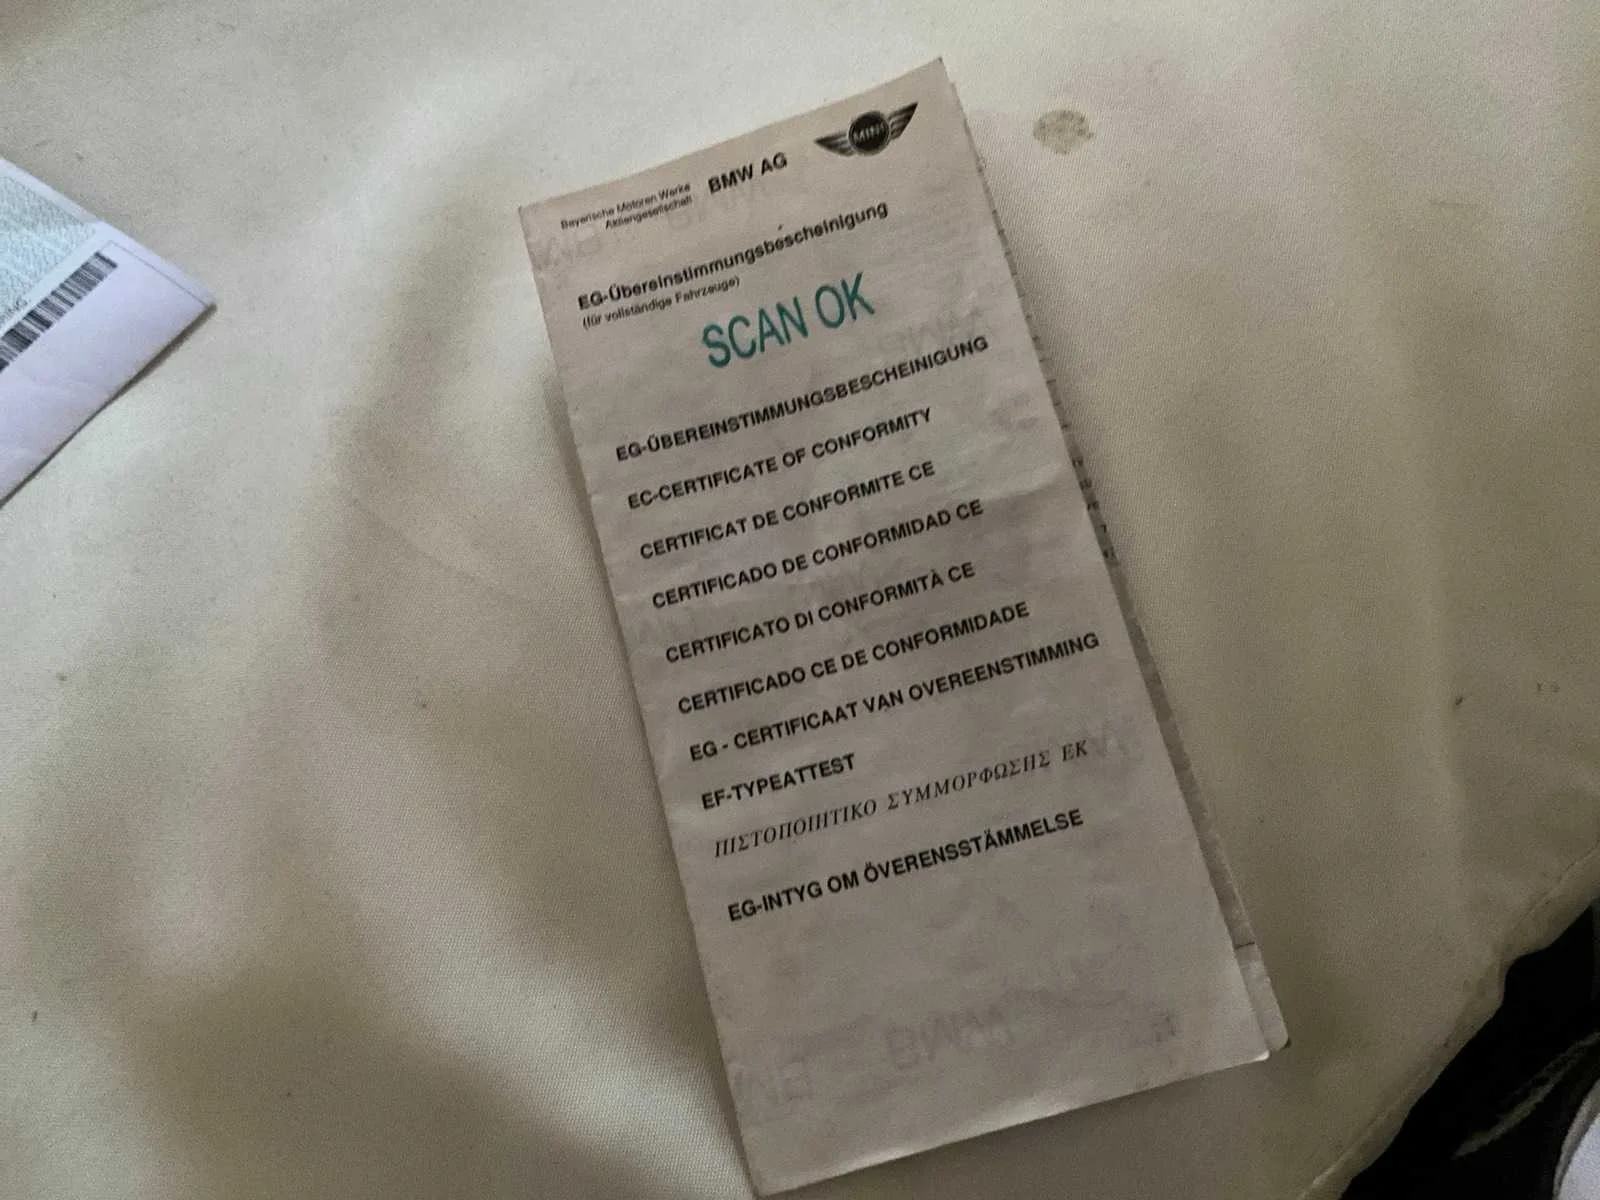 Bayerische Motoren Werke
Aktiengesellschaft
BMW AG
MINI
EG-Übereinstimmungsbescheinigung
(für vollständige Fahrzeuge)
SCAN OK
EG-ÜBEREINSTIMMUNGSBESCHEINIGUNG
EC-CERTIFICATE OF CONFORMITY
CERTIFICAT DE CONFORMITE CE
CERTIFICADO DE CONFORMIDAD CE
CERTIFICATO DI CONFORMITÀ CE
CERTIFICADO CE DE CONFORMIDADE
EG - CERTIFICAAT VAN OVEREENSTIMMING
EF-TYPEATTEST
ΠΙΣΤΟΠΟΙΗΤΙΚΟ ΣΥΜΜΟΡΦΩΣΗΣ ΕΚ
EG-INTYG OM ÖVERENSSTÄMMELSE